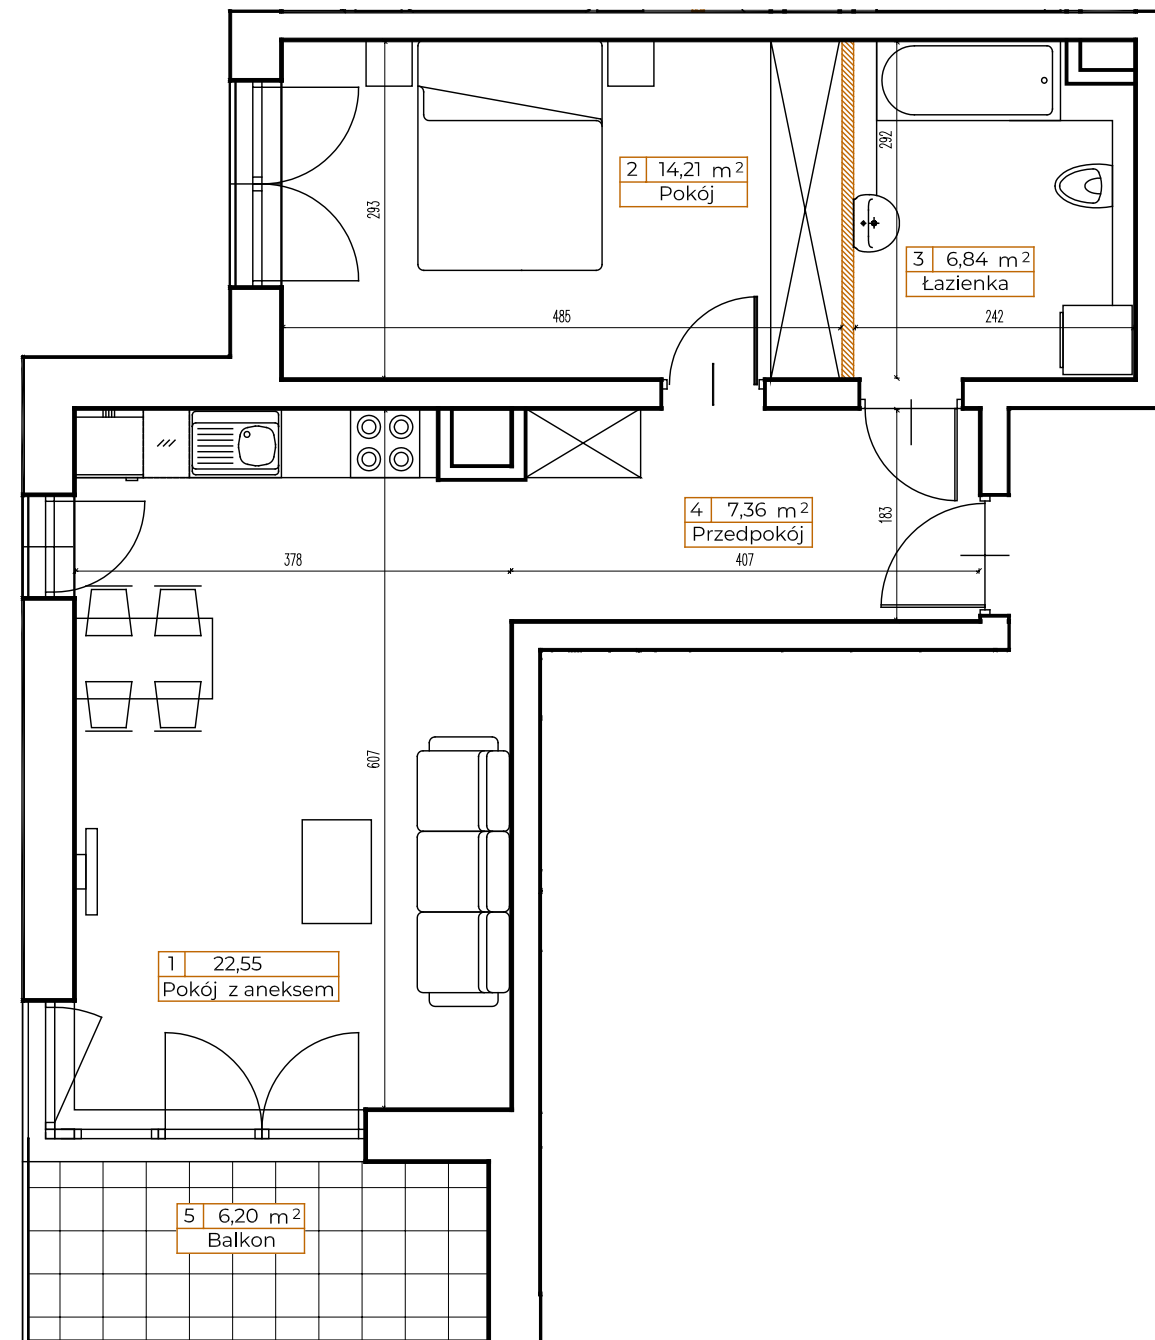 2 14,21 m²
Pokój
293
292
3 6,84 m²
Łazienka
485
242
4 7,36 m²
Przedpokój
183
378
407
607
1 22,55
Pokój z aneksem
5 6,20 m²
Balkon